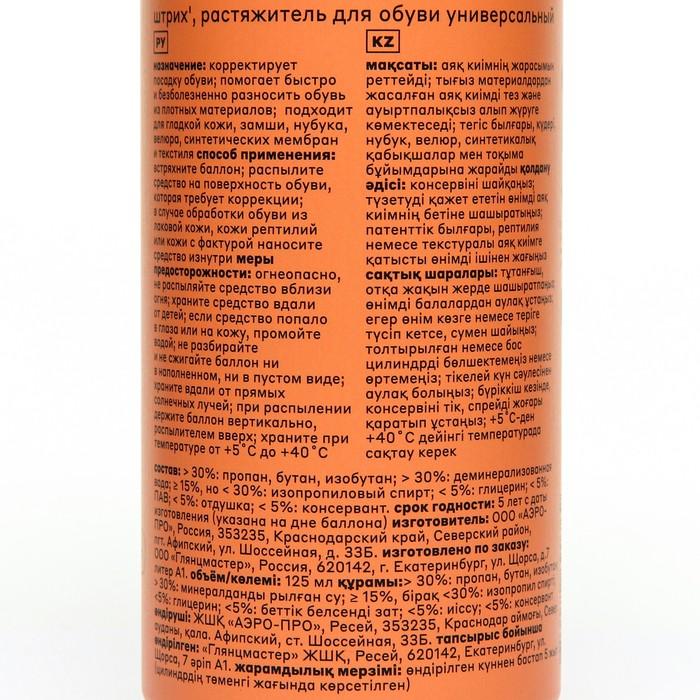 штрих', растяжитель для обуви универсальный
РУ
назначение: корректирует
посадку обуви; помогает быстро
и безболезненно разносить обувь
из плотных материалов; подходит
для гладкой кожи, замши, нубука,
велюра, синтетических мембран
и текстиля способ применения:
встряхните баллон; распылите
средство на поверхность обуви,
которая требует коррекции;
в случае обработки обуви из
лаковой кожи, кожи рептилий
или кожи с фактурой наносите
средство изнутри меры
предосторожности: огнеопасно,
не распыляйте средство вблизи
огня; храните средство вдали
от детей; если средство попало
в глаза или на кожу, промойте
водой; не разбирайте
и не сжигайте баллон ни
в наполненном, ни в пустом виде;
храните вдали от прямых
солнечных лучей; при распылении
держите баллон вертикально,
распылителем вверх; храните при
температуре от +5˚C до +40˚C
KZ
мақсаты: аяқ киімнің жарасымын
реттейді; тығыз материалдардан
жасалған аяқ киімді тез және
ауыртпалықсыз алып жүруге
көмектеседі; тегіс былғары, күдері,
нубук, велюр, синтетикалық
қабықшалар мен тоқыма
бұйымдарына жарайды қолдану
әдісі: консервіні шайқаңыз;
түзетуді қажет ететін өнімді аяқ
киімнің бетіне шашыратыңыз;
патенттік былғары, рептилия
немесе текстуралы аяқ киімге
қатысты өнімді ішінен жағыңыз
сақтық шаралары: тұтанғыш,
отқа жақын жерде шашыратпаңыз;
өнімді балалардан аулақ ұстаңыз;
егер өнім көзге немесе теріге
түсіп кетсе, сумен шайыңыз;
толтырылған немесе бос
цилиндрді бөлшектемеңіз немесе
өртемеңіз; тікелей күн сәулесінен
аулақ болыңыз; бүріккіш кезінде,
консервіні тік, спрейді жоғары
қаратып ұстаңыз; +5˚C-ден
+40˚C дейінгі температурада
сақтау керек
состав: > 30%: пропан, бутан, изобутан; > 30%: деминерализованная
вода; ≥ 15%, но < 30%: изопропиловый спирт; < 5%: глицерин; < 5%:
ПАВ; < 5%: отдушка; < 5%: консервант. срок годности: 5 лет с даты
изготовления (указана на дне баллона) изготовитель: ООО «АЭРО-
ПРО», Россия, 353235, Краснодарский край, Северский район,
пгт. Афипский, ул. Шоссейная, д. 33Б. изготовлено по заказу:
ООО «Глянцмастер», Россия, 620142, г. Екатеринбург, ул. Щорса, д.7
литер А1. объём/көлемі: 125 мл құрамы:> 30%: пропан, бутан, изобутан;
> 30%: минералданды рылған су; ≥ 15%, бірақ <30%: изопропил спирті;
<5%: глицерин; <5%: беттік белсенді зат; <5%: иіссу; <5%: консервант
өндіруші: ЖШҚ «АЭРО-ПРО», Ресей, 353235, Краснодар аймағы, Северск
ауданы, қала. Афипский, ст. Шоссейная, 33Б. тапсырыс бойынша
өндірілген: «Глянцмастер» ЖШҚ, Ресей, 620142, Екатеринбург, ул.
Щорса, 7 әріп А1. жарамдылық мерзімі: өндірілген күннен бастап 5 жыл
(цилиндрдің төменгі жағында көрсетілген)